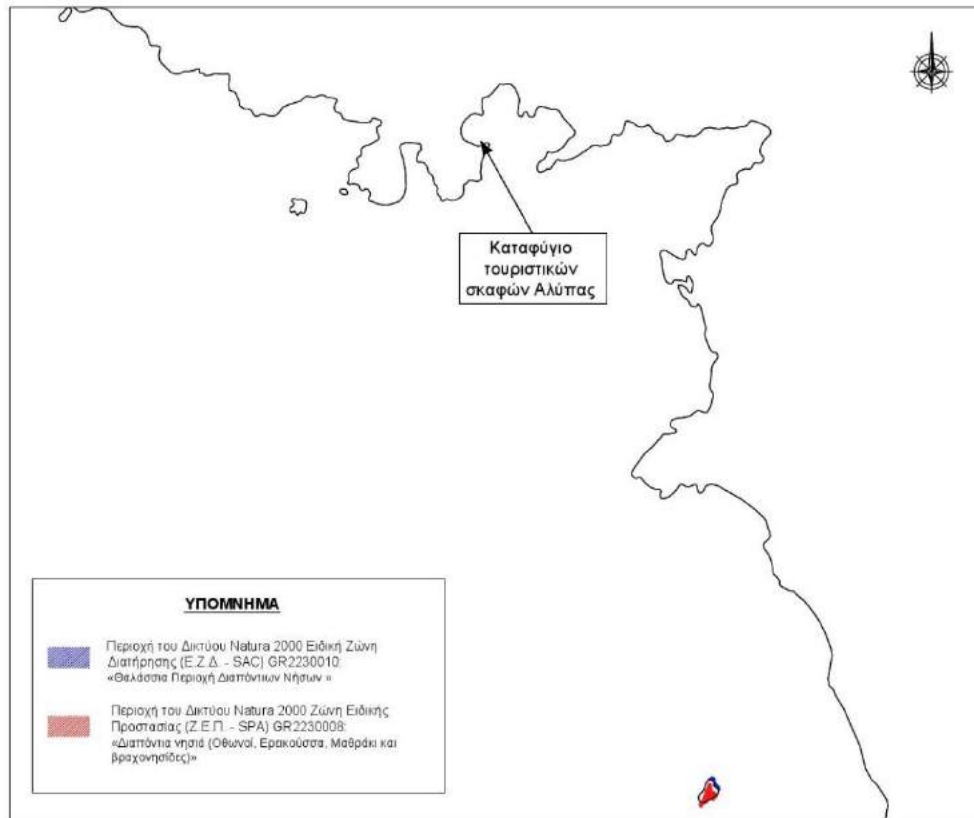 Καταφύγιο
τουριστικών
σκαφών Αλύπας
ΥΠΟΜΝΗΜΑ
Περιοχή του Δικτύου Natura 2000 Ειδική Ζώνη
Διατήρησης (Ε.Ζ.Δ. - SAC) GR2230010:
«Θαλάσσια Περιοχή Διαπόντιων Νήσων »
Περιοχή του Δικτύου Natura 2000 Ζώνη Ειδικής
Προστασίας (Ζ.Ε.Π. - SPA) GR2230008:
«Διαπόντια νησιά (Οθωνοί, Ερεικούσσα, Μαθράκι και
βραχονησίδες)»